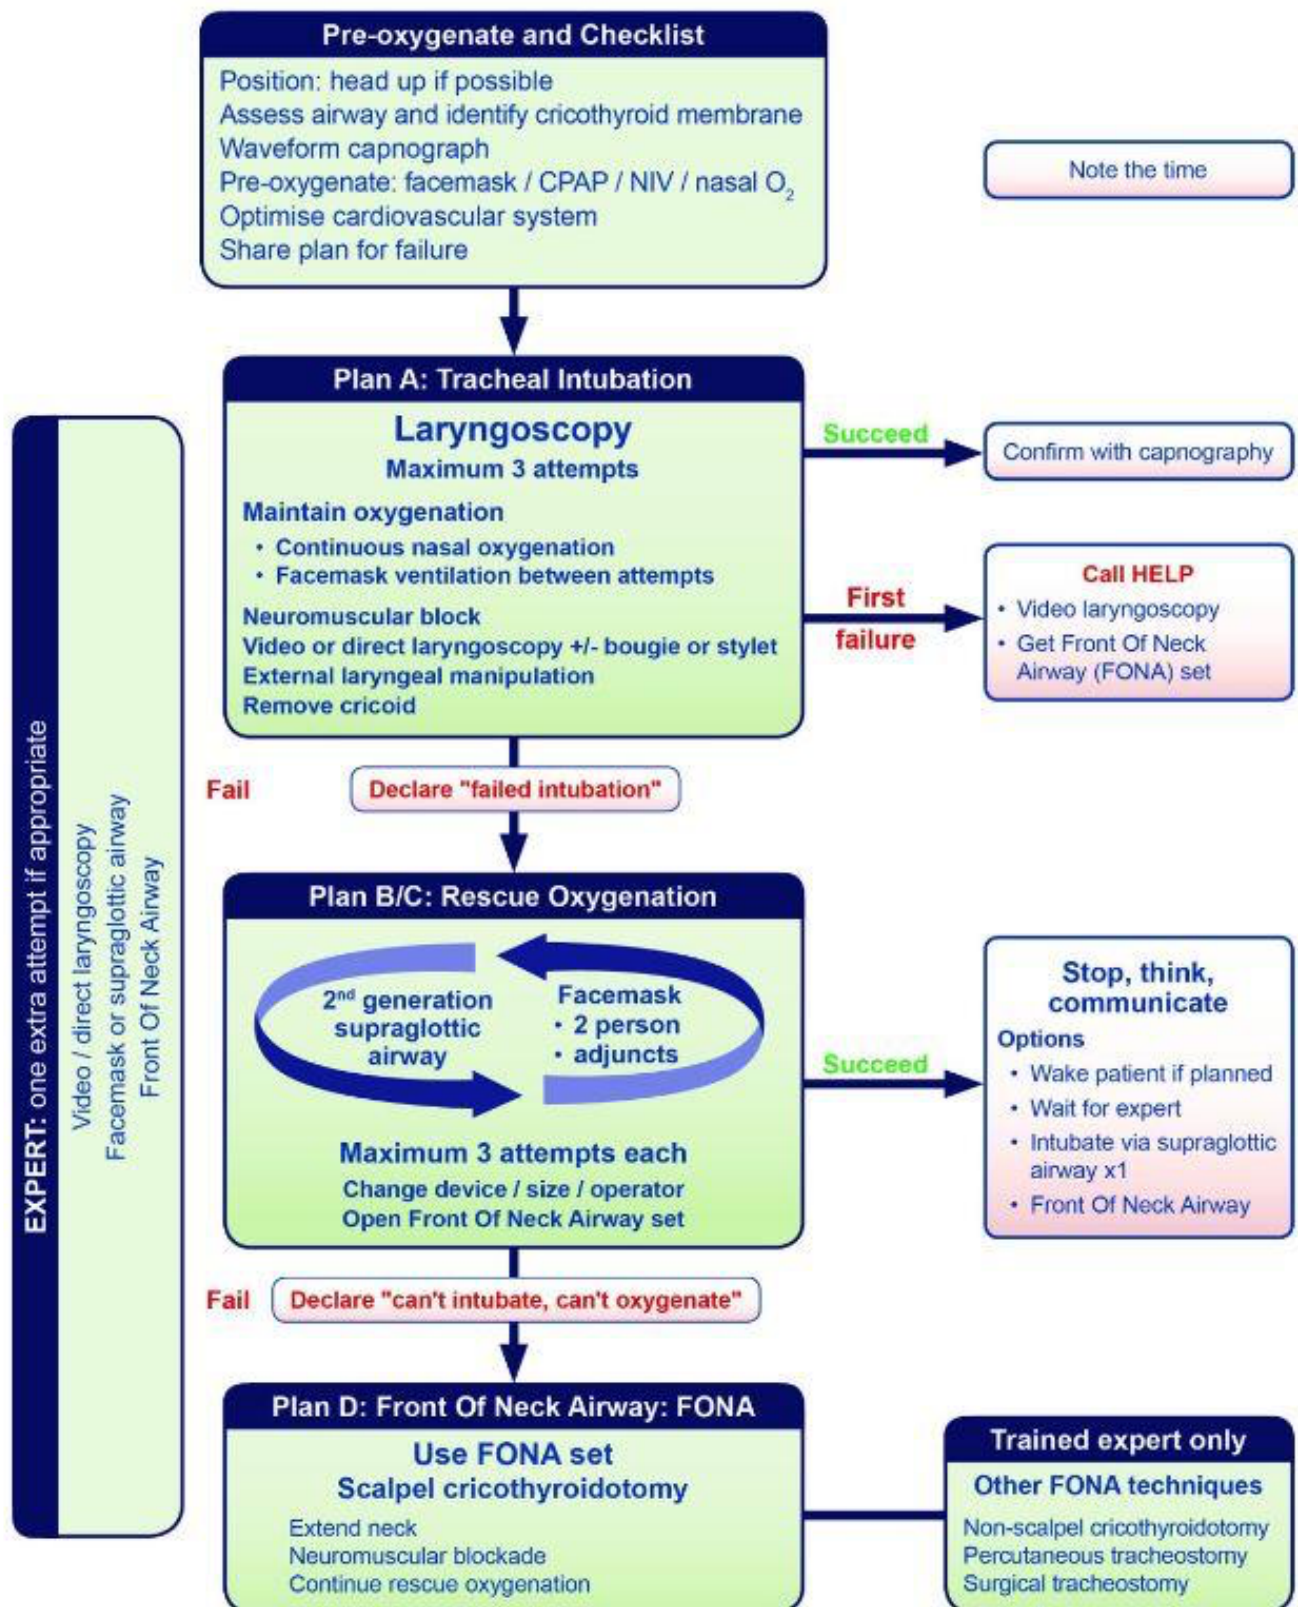 Pre-oxygenate and Checklist
Position: head up if possible
Assess airway and identify cricothyroid membrane
Waveform capnograph
Pre-oxygenate: facemask / CPAP / NIV / nasal O₂
Optimise cardiovascular system
Share plan for failure
Note the time
Plan A: Tracheal Intubation
Laryngoscopy
Maximum 3 attempts
Maintain oxygenation
• Continuous nasal oxygenation
• Facemask ventilation between attempts
Neuromuscular block
Video or direct laryngoscopy +/- bougie or stylet
External laryngeal manipulation
Remove cricoid
Succeed
Confirm with capnography
First
failure
Call HELP
• Video laryngoscopy
• Get Front Of Neck
Airway (FONA) set
Fail
Declare "failed intubation"
EXPERT: one extra attempt if appropriate
Video / direct laryngoscopy
Facemask or supraglottic airway
Front Of Neck Airway
Plan B/C: Rescue Oxygenation
2nd generation
supraglottic
airway
Facemask
• 2 person
• adjuncts
Maximum 3 attempts each
Change device / size / operator
Open Front Of Neck Airway set
Succeed
Stop, think,
communicate
Options
• Wake patient if planned
• Wait for expert
• Intubate via supraglottic
airway x1
• Front Of Neck Airway
Fail
Declare "can't intubate, can't oxygenate"
Plan D: Front Of Neck Airway: FONA
Use FONA set
Scalpel cricothyroidotomy
Extend neck
Neuromuscular blockade
Continue rescue oxygenation
Trained expert only
Other FONA techniques
Non-scalpel cricothyroidotomy
Percutaneous tracheostomy
Surgical tracheostomy